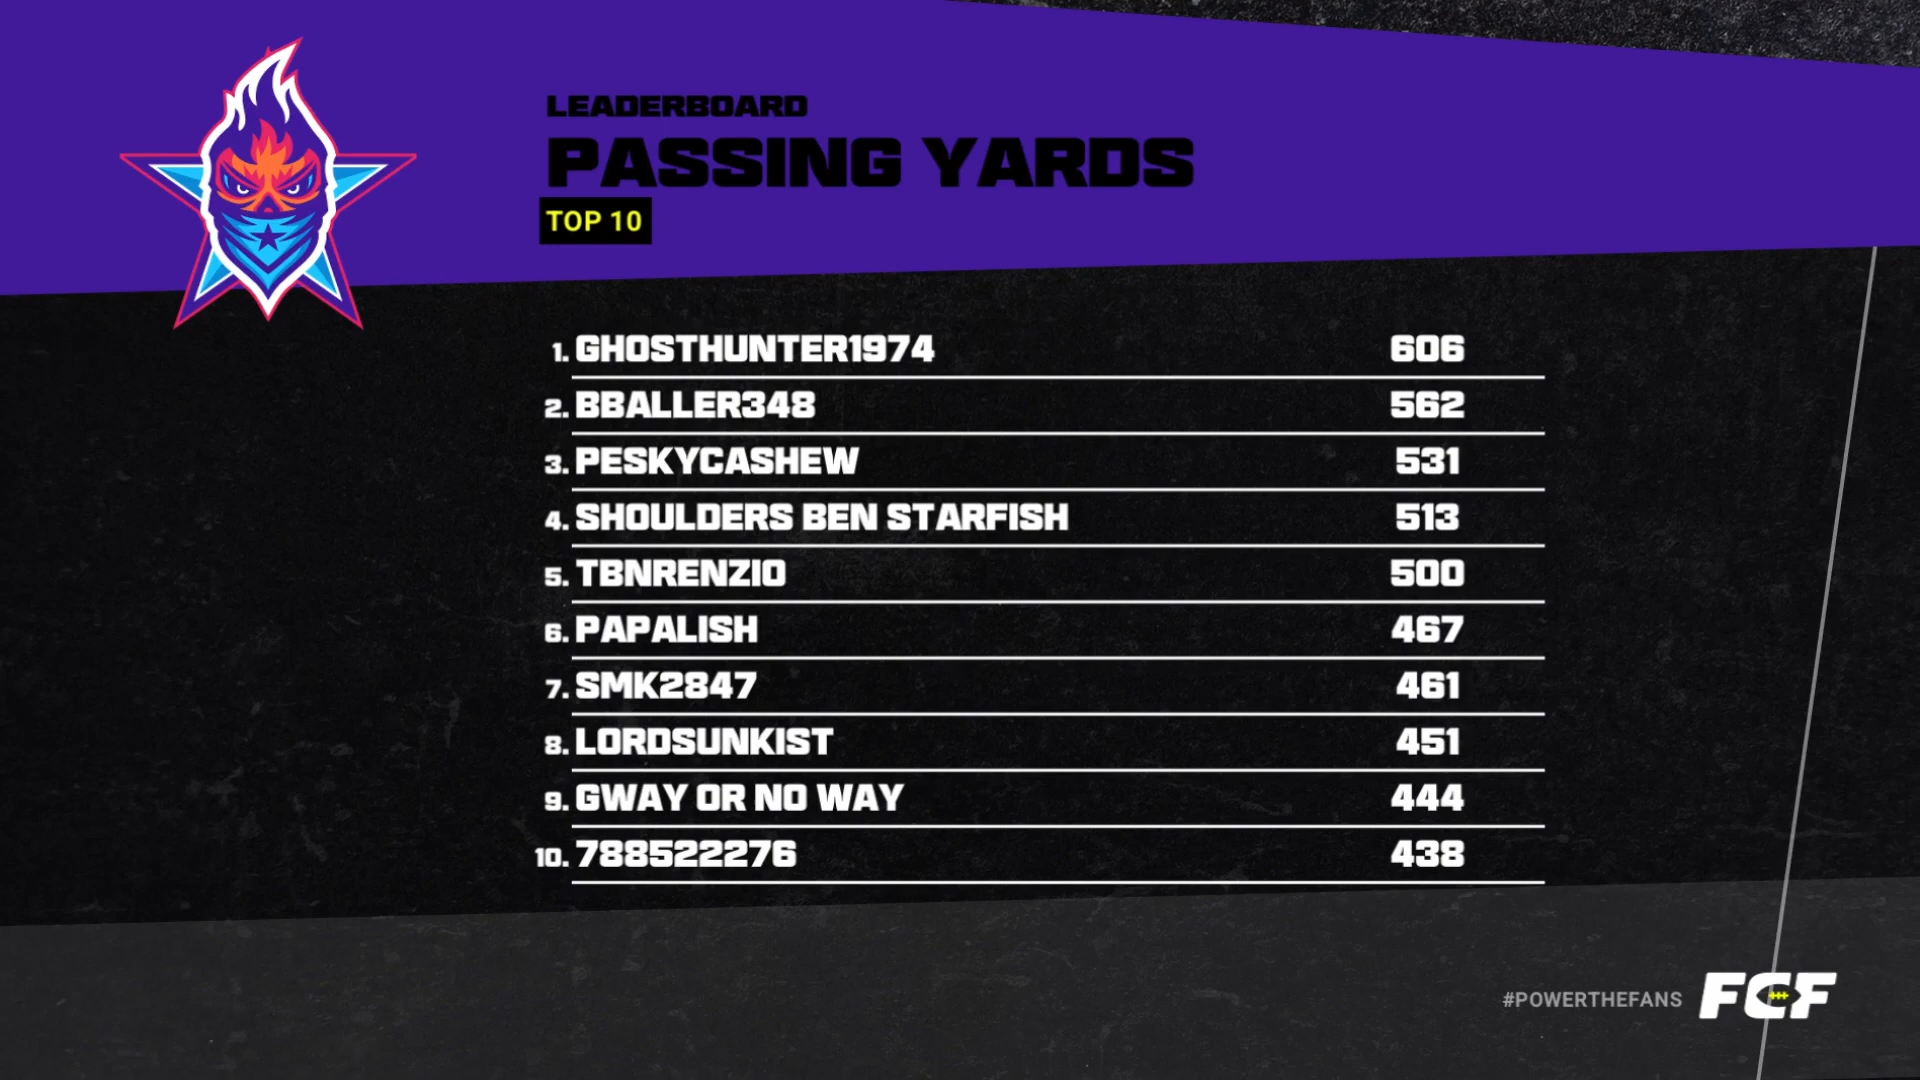 LEADERBOARD
PASSING YARDS
TOP 10
1. GHOSTHUNTER1974 606
2. BBALLER348 562
3. PESKYCASHEW 531
4. SHOULDERS BEN STARFISH 513
5. TBNRENZIO 500
6. PAPALISH 467
7. SMK2847 461
8. LORDSUNKIST 451
9. GWAY OR NO WAY 444
10. 788522276 438
#POWERTHEFANS FCF